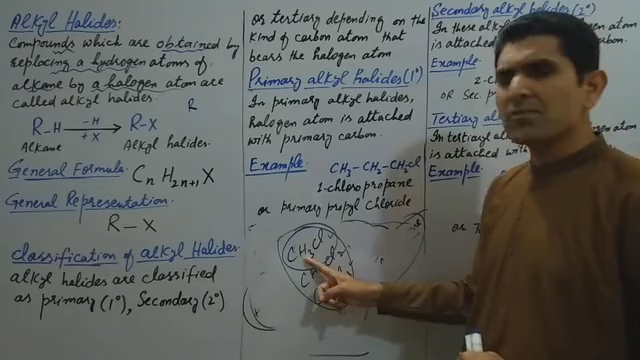 Alkyl Halides:
Compounds which are obtained by
replacing a hydrogen atoms of
alkane by a halogen atom are
called alkyl halides.
R
R-H -H +X → R-X
Alkane Alkyl halides.
General Formula: CnH2n+1X
General Representation:
R-X
Classification of alkyl Halides:
alkyl halides are classified
as primary (1°), Secondary (2°)
or tertiary depending on the
kind of carbon atom that
bears the halogen atom
Primary alkyl halides (1°)
In primary alkyl halides,
halogen atom is attached
with primary carbon.
Example:
CH3-CH2-CH2Cl
1-chloropropane
or primary propyl Chloride
CH3Cl
Secondary alkyl halides (2°)
In these alkyl
is attached
Example:
or Sec.
Tertiary
In tertiary atom
is attached
Example: